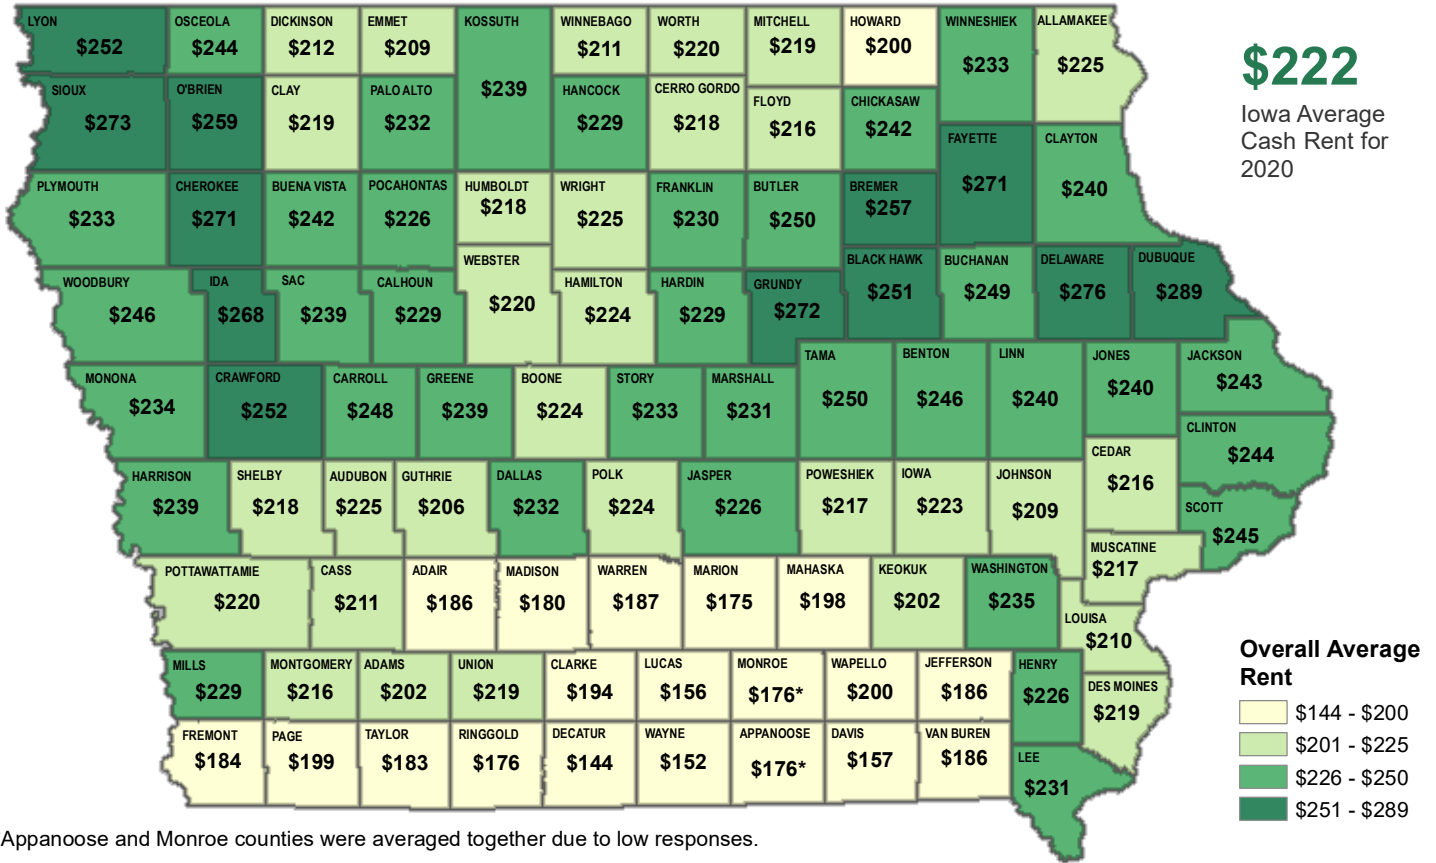 LYON
$252
OSCEOLA
$244
DICKINSON
$212
EMMET
$209
KOSSUTH
$239
WINNEBAGO
$211
WORTH
$220
MITCHELL
$219
HOWARD
$200
WINNESHIEK
$233
ALLAMAKEE
$225
$222
Iowa Average
Cash Rent for
2020
SIOUX
$273
O'BRIEN
$259
CLAY
$219
PALO ALTO
$232
HANCOCK
$229
CERRO GORDO
$218
FLOYD
$216
CHICKASAW
$242
FAYETTE
$271
CLAYTON
$240
PLYMOUTH
$233
CHEROKEE
$271
BUENA VISTA
$242
POCAHONTAS
$226
HUMBOLDT
$218
WRIGHT
$225
FRANKLIN
$230
BUTLER
$250
BREMER
$257
WOODBURY
$246
IDA
$268
SAC
$239
CALHOUN
$229
WEBSTER
$220
HAMILTON
$224
HARDIN
$229
GRUNDY
$272
BLACK HAWK
$251
BUCHANAN
$249
DELAWARE
$276
DUBUQUE
$289
MONONA
$234
CRAWFORD
$252
CARROLL
$248
GREENE
$239
BOONE
$224
STORY
$233
MARSHALL
$231
TAMA
$250
BENTON
$246
LINN
$240
JONES
$240
JACKSON
$243
CLINTON
$244
HARRISON
$239
SHELBY
$218
AUDUBON
$225
GUTHRIE
$206
DALLAS
$232
POLK
$224
JASPER
$226
POWESHIEK
$217
IOWA
$223
JOHNSON
$209
CEDAR
$216
SCOTT
$245
MUSCATINE
$217
POTTAWATTAMIE
$220
CASS
$211
ADAIR
$186
MADISON
$180
WARREN
$187
MARION
$175
MAHASKA
$198
KEOKUK
$202
WASHINGTON
$235
LOUISA
$210
MILLS
$229
MONTGOMERY
$216
ADAMS
$202
UNION
$219
CLARKE
$194
LUCAS
$156
MONROE
$176*
WAPELLO
$200
JEFFERSON
$186
HENRY
$226
DES MOINES
$219
FREMONT
$184
PAGE
$199
TAYLOR
$183
RINGGOLD
$176
DECATUR
$144
WAYNE
$152
APPANOOSE
$176*
DAVIS
$157
VAN BUREN
$186
LEE
$231
Overall Average
Rent
$144 - $200
$201 - $225
$226 - $250
$251 - $289
Appanoose and Monroe counties were averaged together due to low responses.